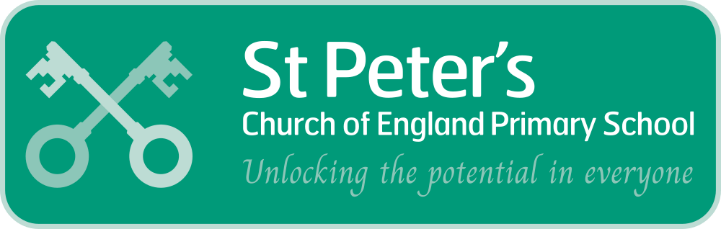 St Peter’s
Church of England Primary School
Unlocking the potential in everyone